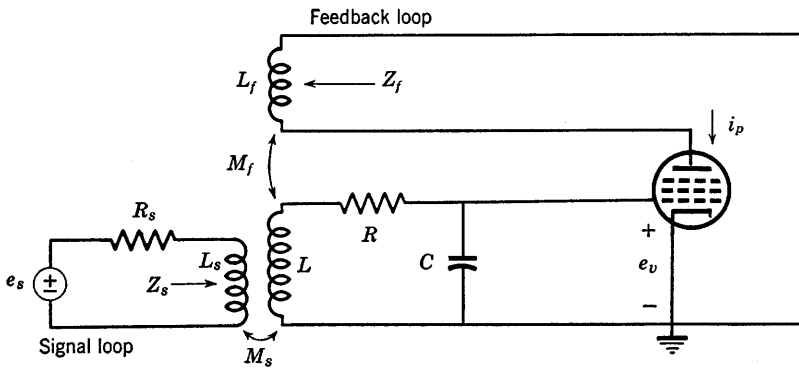 Feedback loop
L_f
Z_f
i_p
M_f
R_s
R
+
L_s
L
C
e_v
e_s
±
Z_s
−
Signal loop
M_s